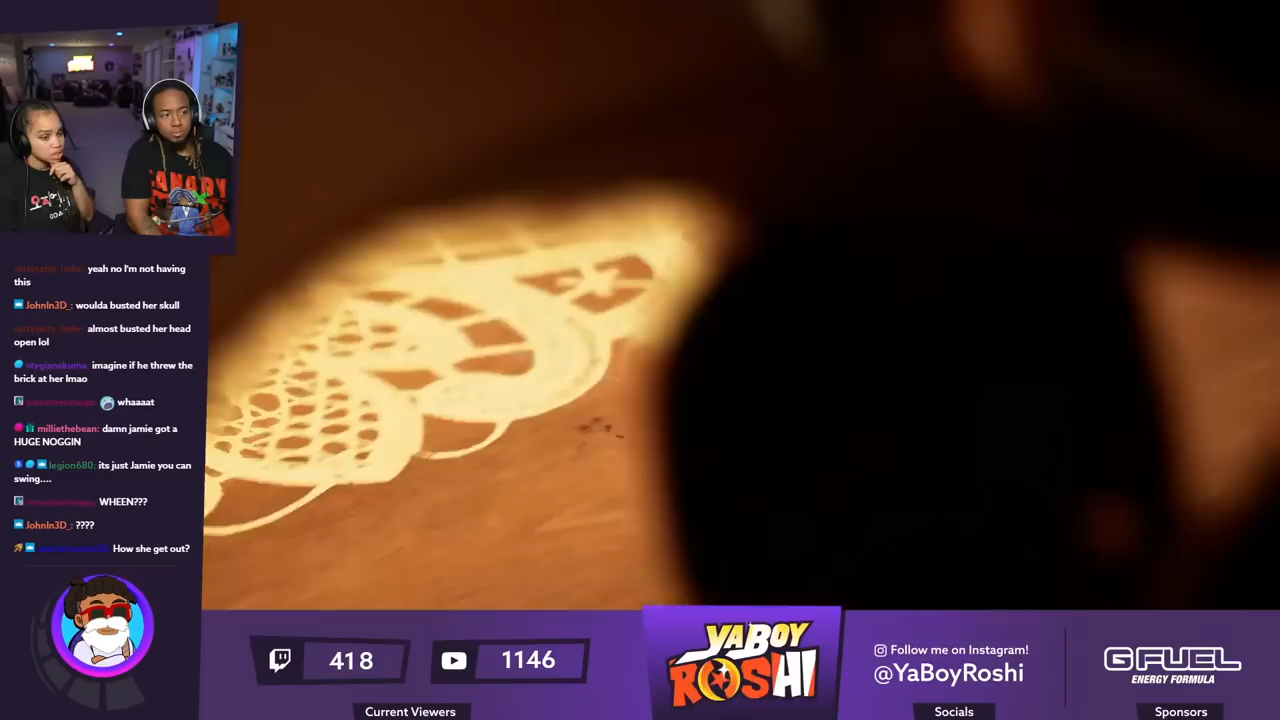 yeah no I'm not having
this
JohnIn3D_: woulda busted her skull
almost busted her head
open lol
stygianakuma: imagine if he threw the
brick at her lmao
whaaaat
milliethebean: damn jamie got a
HUGE NOGGIN
legion680: its just Jamie you can
swing....
WHEEN???
JohnIn3D_: ????
How she get out?
418
1146
Current Viewers
YABOY
ROSHI
Follow me on Instagram!
@YaBoyRoshi
Socials
G FUEL
ENERGY FORMULA
Sponsors